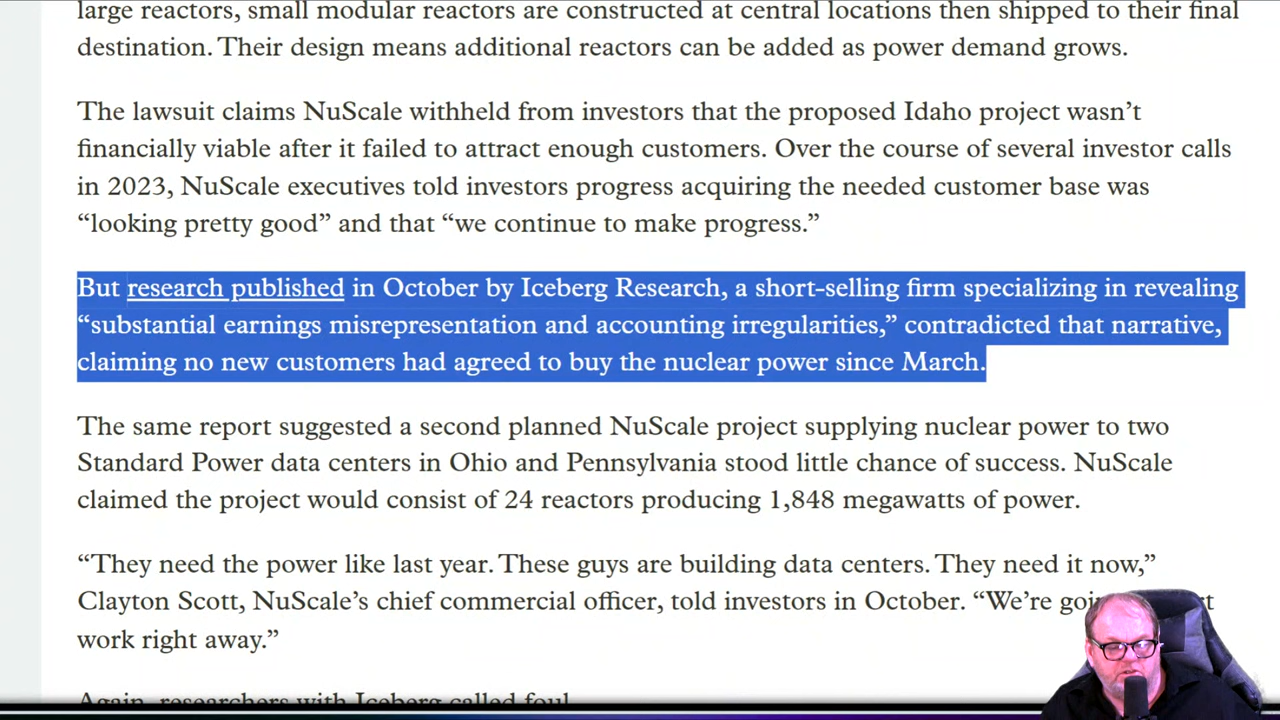 large reactors, small modular reactors are constructed at central locations then shipped to their final
destination. Their design means additional reactors can be added as power demand grows.
The lawsuit claims NuScale withheld from investors that the proposed Idaho project wasn’t
financially viable after it failed to attract enough customers. Over the course of several investor calls
in 2023, NuScale executives told investors progress acquiring the needed customer base was
“looking pretty good” and that “we continue to make progress.”
But research published in October by Iceberg Research, a short-selling firm specializing in revealing
“substantial earnings misrepresentation and accounting irregularities,” contradicted that narrative,
claiming no new customers had agreed to buy the nuclear power since March.
The same report suggested a second planned NuScale project supplying nuclear power to two
Standard Power data centers in Ohio and Pennsylvania stood little chance of success. NuScale
claimed the project would consist of 24 reactors producing 1,848 megawatts of power.
“They need the power like last year. These guys are building data centers. They need it now,”
Clayton Scott, NuScale’s chief commercial officer, told investors in October. “We’re
work right away.”
Again, researchers with Iceberg called foul.